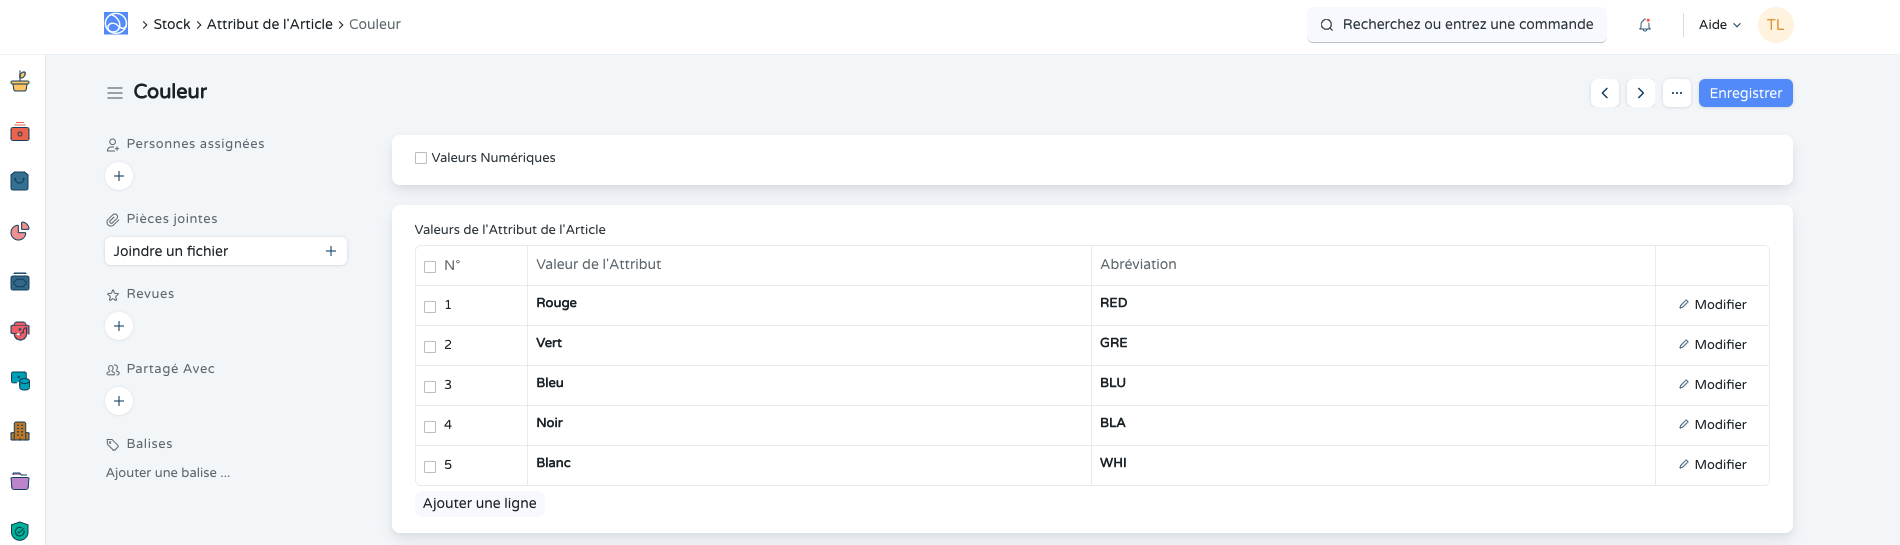 Stock Attribut de l'Article Couleur
Recherchez ou entrez une commande
Aide
TL
Couleur
...
Enregistrer
Personnes assignées
Pièces jointes
Joindre un fichier
Revues
Partagé Avec
Balises
Ajouter une balise ...
Valeurs Numériques
Valeurs de l'Attribut de l'Article
N° Valeur de l'Attribut Abréviation
1 Rouge RED Modifier
2 Vert GRE Modifier
3 Bleu BLU Modifier
4 Noir BLA Modifier
5 Blanc WHI Modifier
Ajouter une ligne